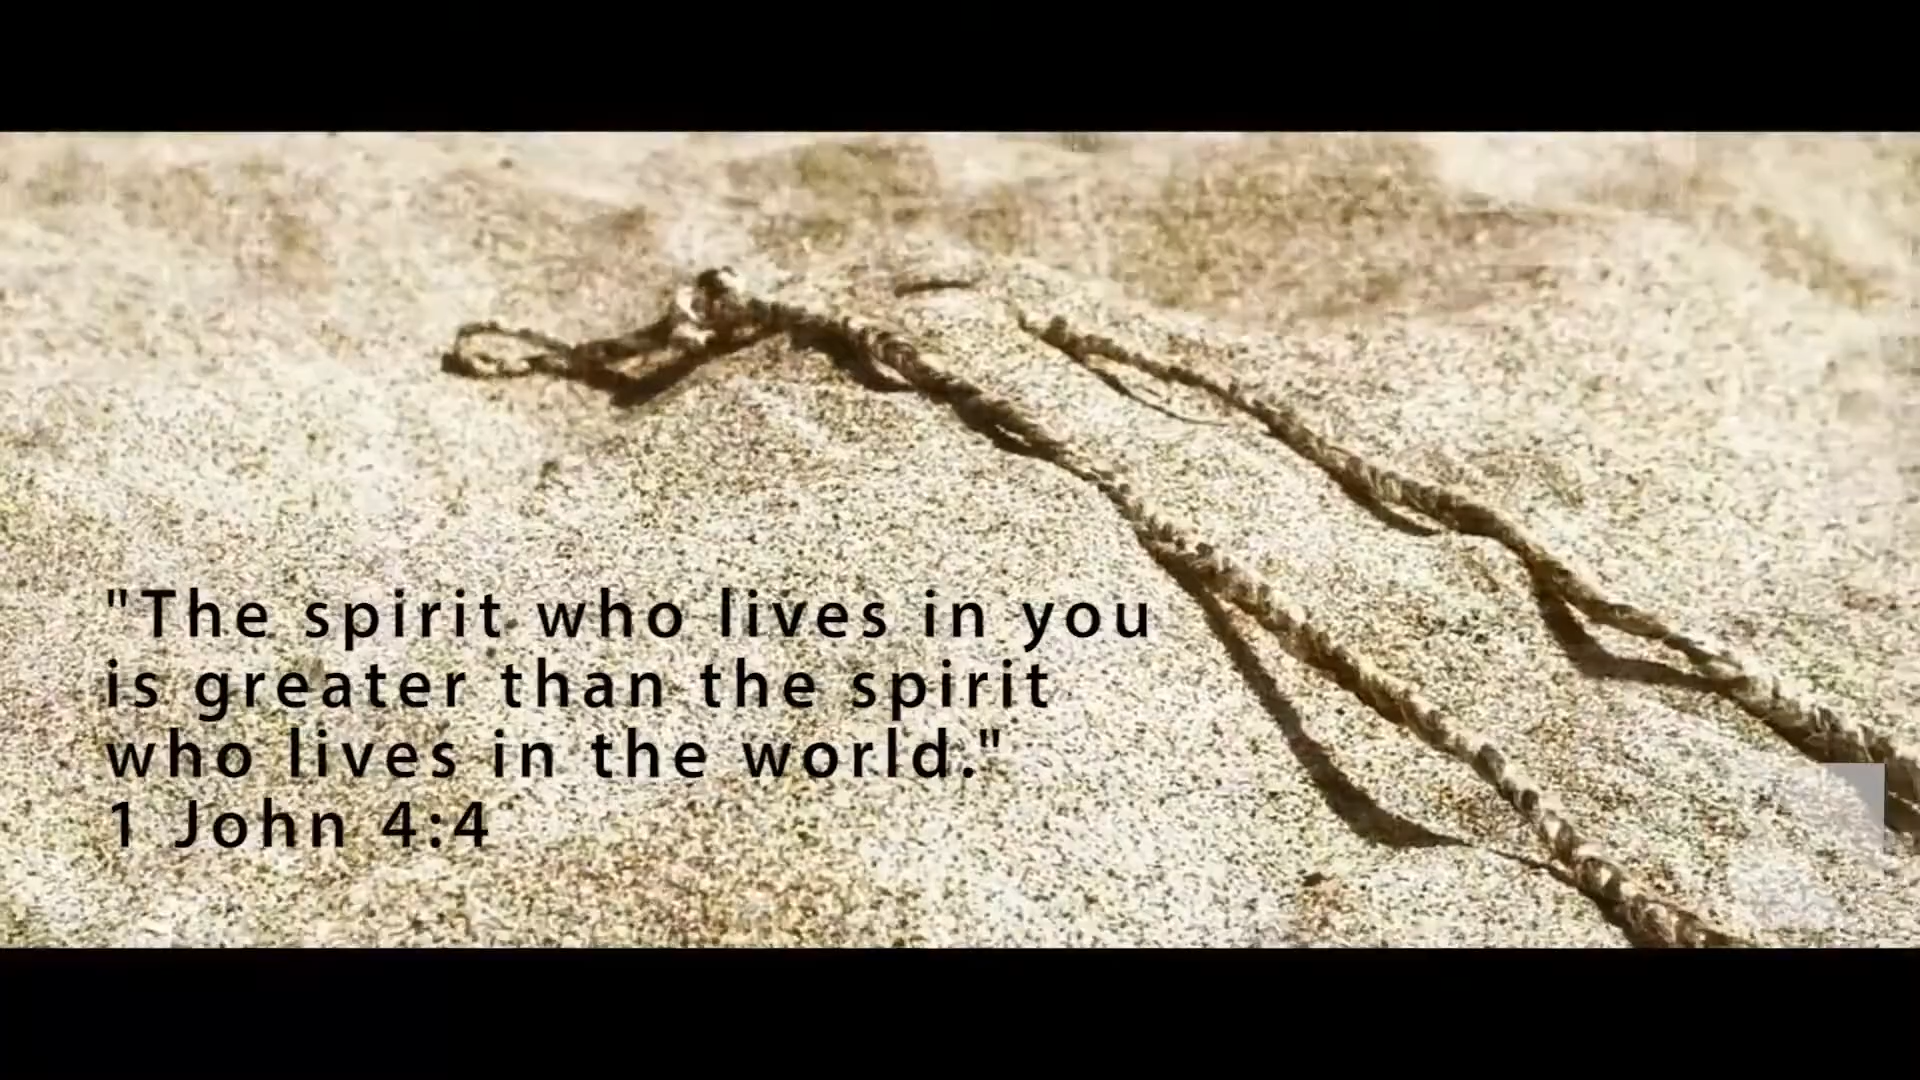 "The spirit who lives in you
is greater than the spirit
who lives in the world."
1 John 4:4